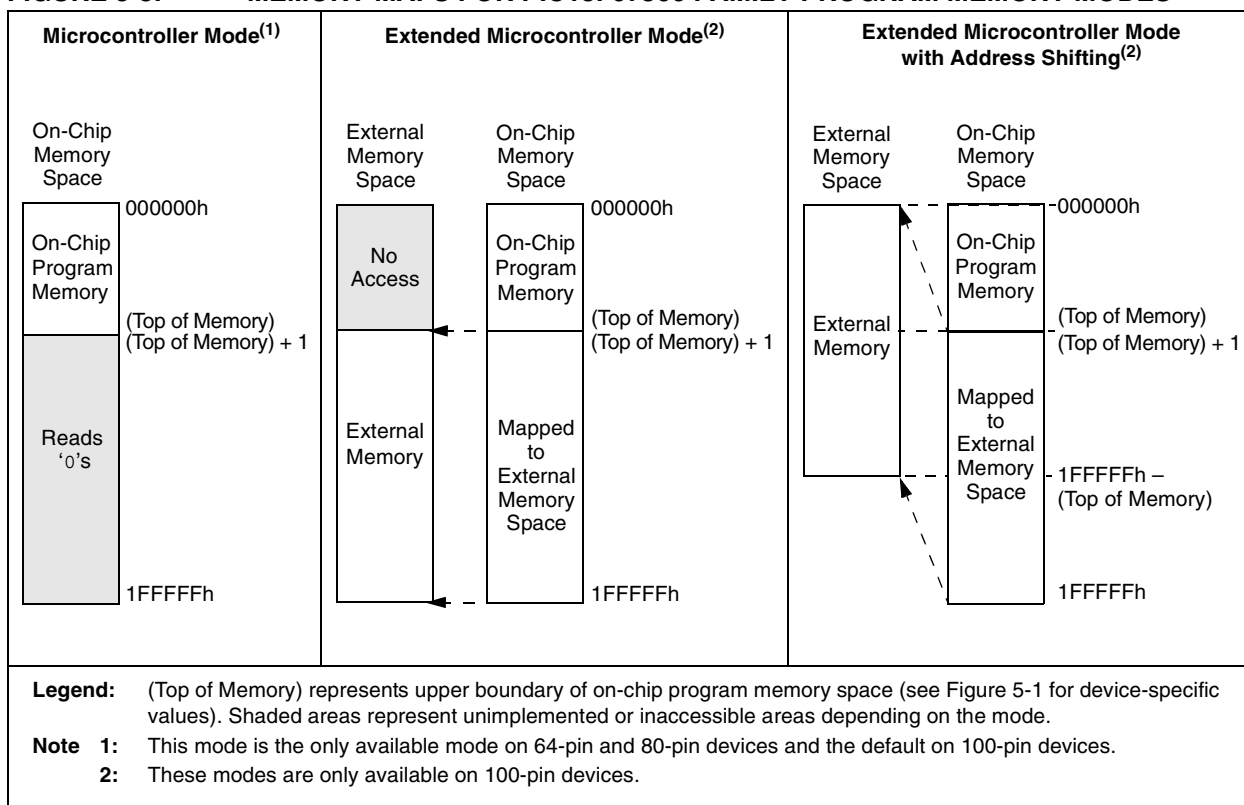 Microcontroller Mode(1)
On-Chip
Memory
Space
000000h
On-Chip
Program
Memory
(Top of Memory)
(Top of Memory) + 1
Reads
‘0’s
1FFFFFh
Extended Microcontroller Mode(2)
External
Memory
Space
On-Chip
Memory
Space
000000h
No
Access
On-Chip
Program
Memory
(Top of Memory)
(Top of Memory) + 1
External
Memory
Mapped
to
External
Memory
Space
1FFFFFh
Extended Microcontroller Mode
with Address Shifting(2)
External
Memory
Space
On-Chip
Memory
Space
000000h
On-Chip
Program
Memory
External
Memory
(Top of Memory)
(Top of Memory) + 1
Mapped
to
External
Memory
Space
1FFFFFh –
(Top of Memory)
1FFFFFh
Legend: (Top of Memory) represents upper boundary of on-chip program memory space (see Figure 5-1 for device-specific
values). Shaded areas represent unimplemented or inaccessible areas depending on the mode.
Note 1: This mode is the only available mode on 64-pin and 80-pin devices and the default on 100-pin devices.
2: These modes are only available on 100-pin devices.